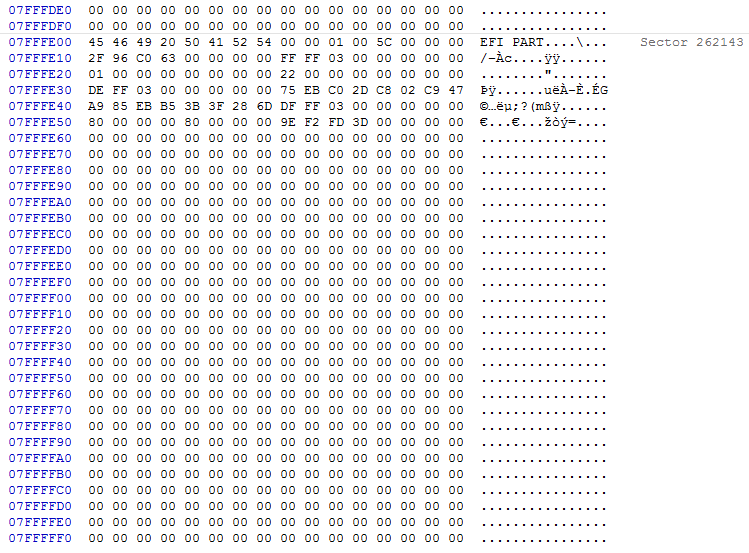 07FFFDE0 00 00 00 00 00 00 00 00 00 00 00 00 00 00 00 00 ................
07FFFDF0 00 00 00 00 00 00 00 00 00 00 00 00 00 00 00 00 ................
07FFFE00 45 46 49 20 50 41 52 54 00 00 01 00 5C 00 00 00 EFI PART....\... Sector 262143
07FFFE10 2F 96 C0 63 00 00 00 00 FF FF 03 00 00 00 00 00 /–Àc....ÿÿ......
07FFFE20 01 00 00 00 00 00 00 00 22 00 00 00 00 00 00 00 ........".......
07FFFE30 DE FF 03 00 00 00 00 00 75 EB C0 2D C8 02 C9 47 Þÿ......uëÀ-È.ÉG
07FFFE40 A9 85 EB B5 3B 3F 28 6D DF FF 03 00 00 00 00 00 ©…ëµ;?(mßÿ......
07FFFE50 80 00 00 00 80 00 00 00 9E F2 FD 3D 00 00 00 00 €...€...žòý=....
07FFFE60 00 00 00 00 00 00 00 00 00 00 00 00 00 00 00 00 ................
07FFFE70 00 00 00 00 00 00 00 00 00 00 00 00 00 00 00 00 ................
07FFFE80 00 00 00 00 00 00 00 00 00 00 00 00 00 00 00 00 ................
07FFFE90 00 00 00 00 00 00 00 00 00 00 00 00 00 00 00 00 ................
07FFFEA0 00 00 00 00 00 00 00 00 00 00 00 00 00 00 00 00 ................
07FFFEB0 00 00 00 00 00 00 00 00 00 00 00 00 00 00 00 00 ................
07FFFEC0 00 00 00 00 00 00 00 00 00 00 00 00 00 00 00 00 ................
07FFFED0 00 00 00 00 00 00 00 00 00 00 00 00 00 00 00 00 ................
07FFFEE0 00 00 00 00 00 00 00 00 00 00 00 00 00 00 00 00 ................
07FFFEF0 00 00 00 00 00 00 00 00 00 00 00 00 00 00 00 00 ................
07FFFF00 00 00 00 00 00 00 00 00 00 00 00 00 00 00 00 00 ................
07FFFF10 00 00 00 00 00 00 00 00 00 00 00 00 00 00 00 00 ................
07FFFF20 00 00 00 00 00 00 00 00 00 00 00 00 00 00 00 00 ................
07FFFF30 00 00 00 00 00 00 00 00 00 00 00 00 00 00 00 00 ................
07FFFF40 00 00 00 00 00 00 00 00 00 00 00 00 00 00 00 00 ................
07FFFF50 00 00 00 00 00 00 00 00 00 00 00 00 00 00 00 00 ................
07FFFF60 00 00 00 00 00 00 00 00 00 00 00 00 00 00 00 00 ................
07FFFF70 00 00 00 00 00 00 00 00 00 00 00 00 00 00 00 00 ................
07FFFF80 00 00 00 00 00 00 00 00 00 00 00 00 00 00 00 00 ................
07FFFF90 00 00 00 00 00 00 00 00 00 00 00 00 00 00 00 00 ................
07FFFFA0 00 00 00 00 00 00 00 00 00 00 00 00 00 00 00 00 ................
07FFFFB0 00 00 00 00 00 00 00 00 00 00 00 00 00 00 00 00 ................
07FFFFC0 00 00 00 00 00 00 00 00 00 00 00 00 00 00 00 00 ................
07FFFFD0 00 00 00 00 00 00 00 00 00 00 00 00 00 00 00 00 ................
07FFFFE0 00 00 00 00 00 00 00 00 00 00 00 00 00 00 00 00 ................
07FFFFF0 00 00 00 00 00 00 00 00 00 00 00 00 00 00 00 00 ................